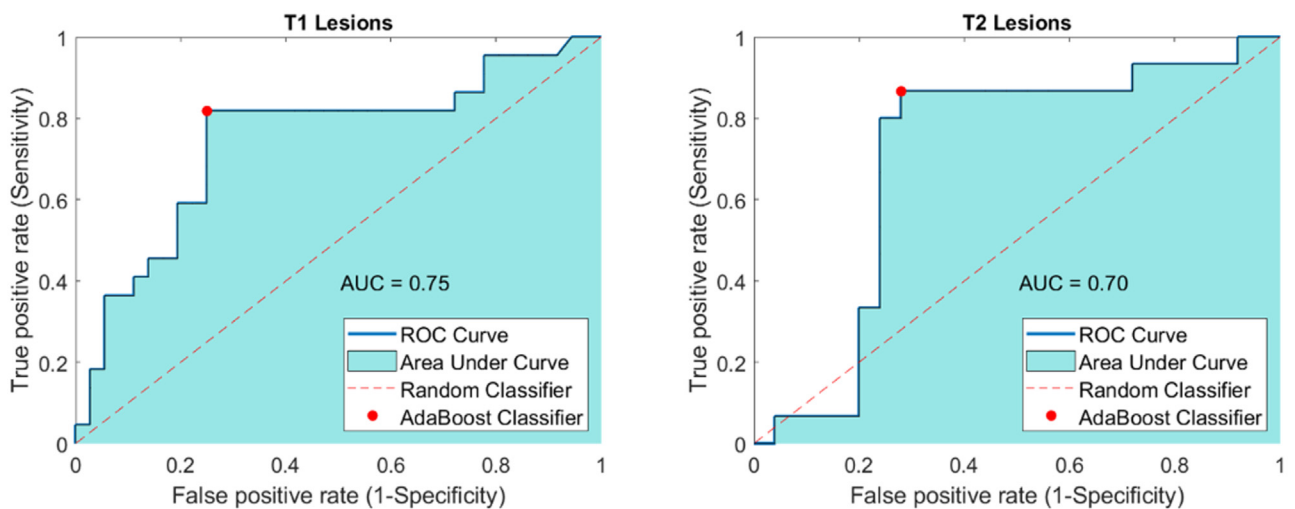 T1 Lesions
True positive rate (Sensitivity)
1
0.8
0.6
0.4
0.2
0
AUC = 0.75
ROC Curve
Area Under Curve
Random Classifier
AdaBoost Classifier
0 0.2 0.4 0.6 0.8 1
False positive rate (1-Specificity)
T2 Lesions
True positive rate (Sensitivity)
1
0.8
0.6
0.4
0.2
0
AUC = 0.70
ROC Curve
Area Under Curve
Random Classifier
AdaBoost Classifier
0 0.2 0.4 0.6 0.8 1
False positive rate (1-Specificity)